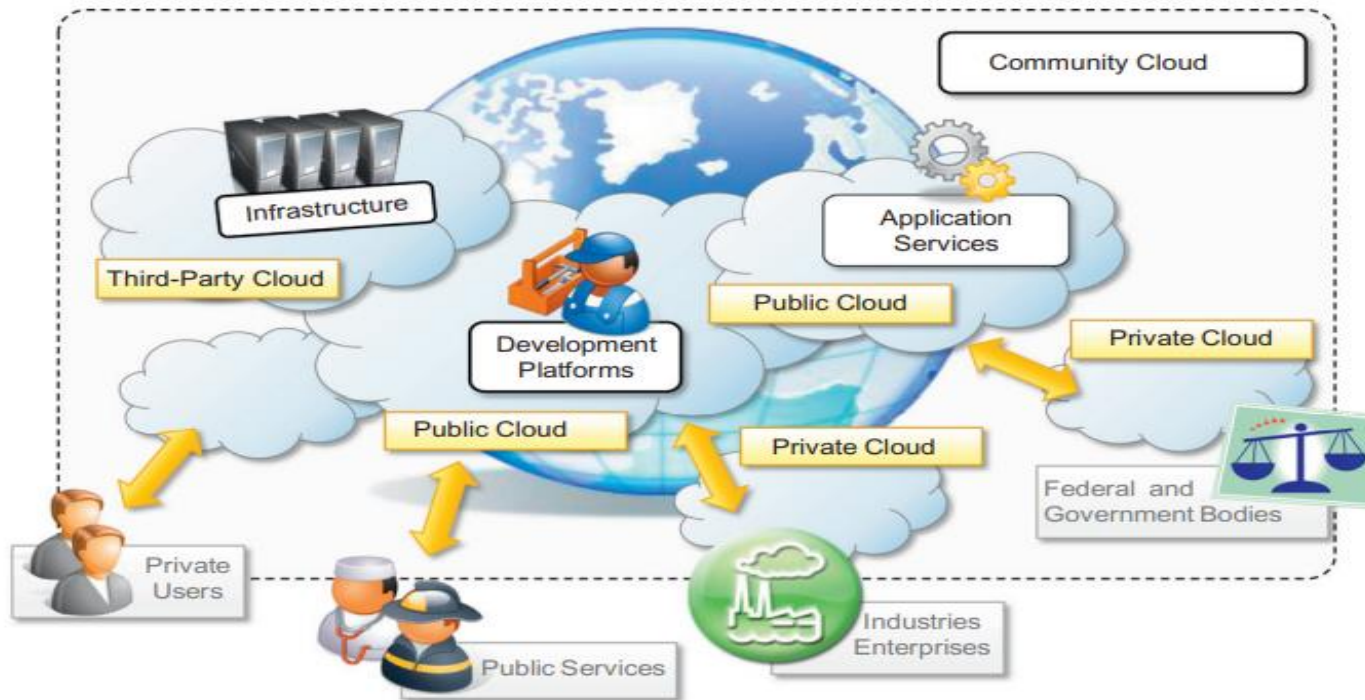 Community Cloud
Infrastructure
Application
Services
Third-Party Cloud
Public Cloud
Development
Platforms
Private Cloud
Public Cloud
Private Cloud
Federal and
Government Bodies
Private
Users
Industries
Enterprises
Public Services